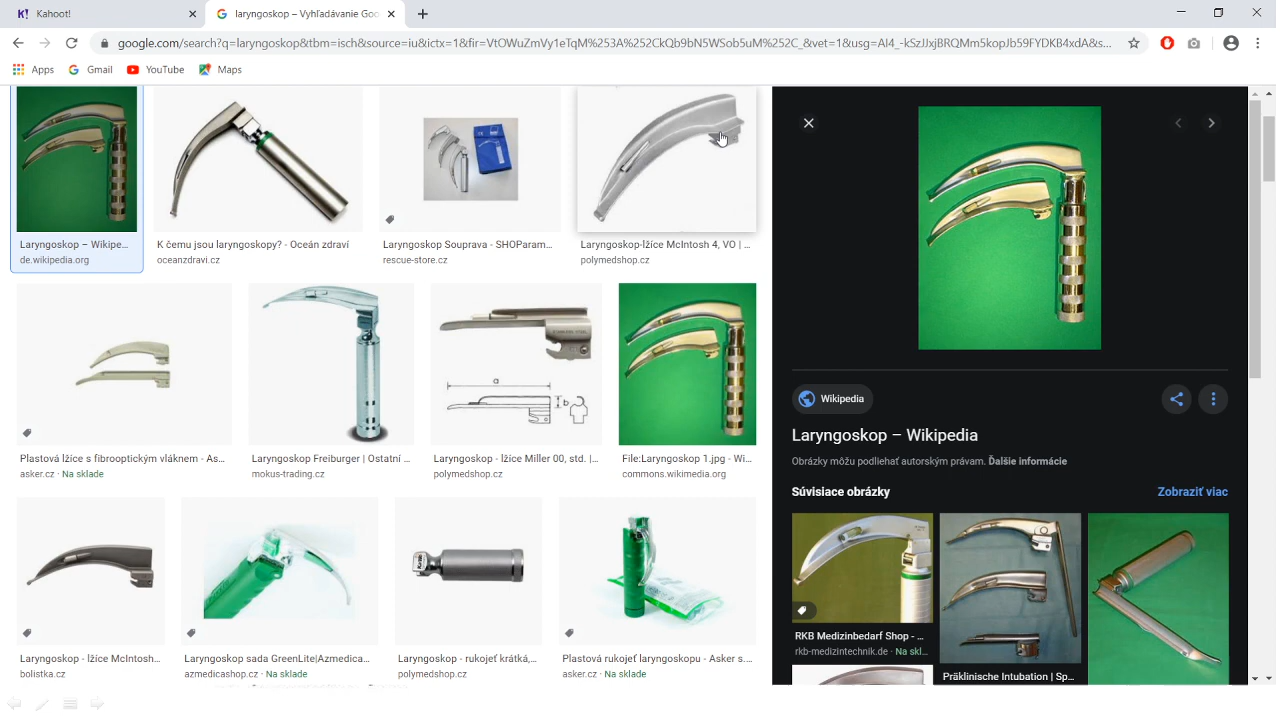 Kahoot!
laryngoskop – Vyhľadávanie Goo
google.com/search?q=laryngoskop&tbm=isch&source=iu&ictx=1&fir=VtOWuZmVy1eTqM%253A%252CkQb9bN5WSob5uM%252C_&vet=1&usg=AI4_-kSzJJxjBRQMm5kopJb59FYDKB4xdA&s...
Apps Gmail YouTube Maps
Laryngoskop – Wikipe...
de.wikipedia.org
K čemu jsou laryngoskopy? - Oceán zdraví
oceanzdravi.cz
Laryngoskop Souprava - SHOParam...
rescue-store.cz
Laryngoskop-lžíce McIntosh 4, VO | ...
polymedshop.cz
Plastová lžíce s fibrooptickým vláknem - As...
asker.cz · Na sklade
Laryngoskop Freiburger | Ostatní ...
mokus-trading.cz
a
b
Laryngoskop - lžíce Miller 00, std. |...
polymedshop.cz
File:Laryngoskop 1.jpg - Wi...
commons.wikimedia.org
Laryngoskop - lžíce McIntosh...
bolistka.cz
Laryngoskop sada GreenLite|Azmedica...
azmedicashop.cz · Na sklade
Laryngoskop - rukojeť krátká,...
polymedshop.cz
Plastová rukojeť laryngoskopu - Asker s....
asker.cz · Na sklade
Wikipedia
Laryngoskop – Wikipedia
Obrázky môžu podliehať autorským právam. Ďalšie informácie
Súvisiace obrázky
Zobraziť viac
RKB Medizinbedarf Shop - ...
rkb-medizintechnik.de · Na skl...
Präklinische Intubation | Sp...